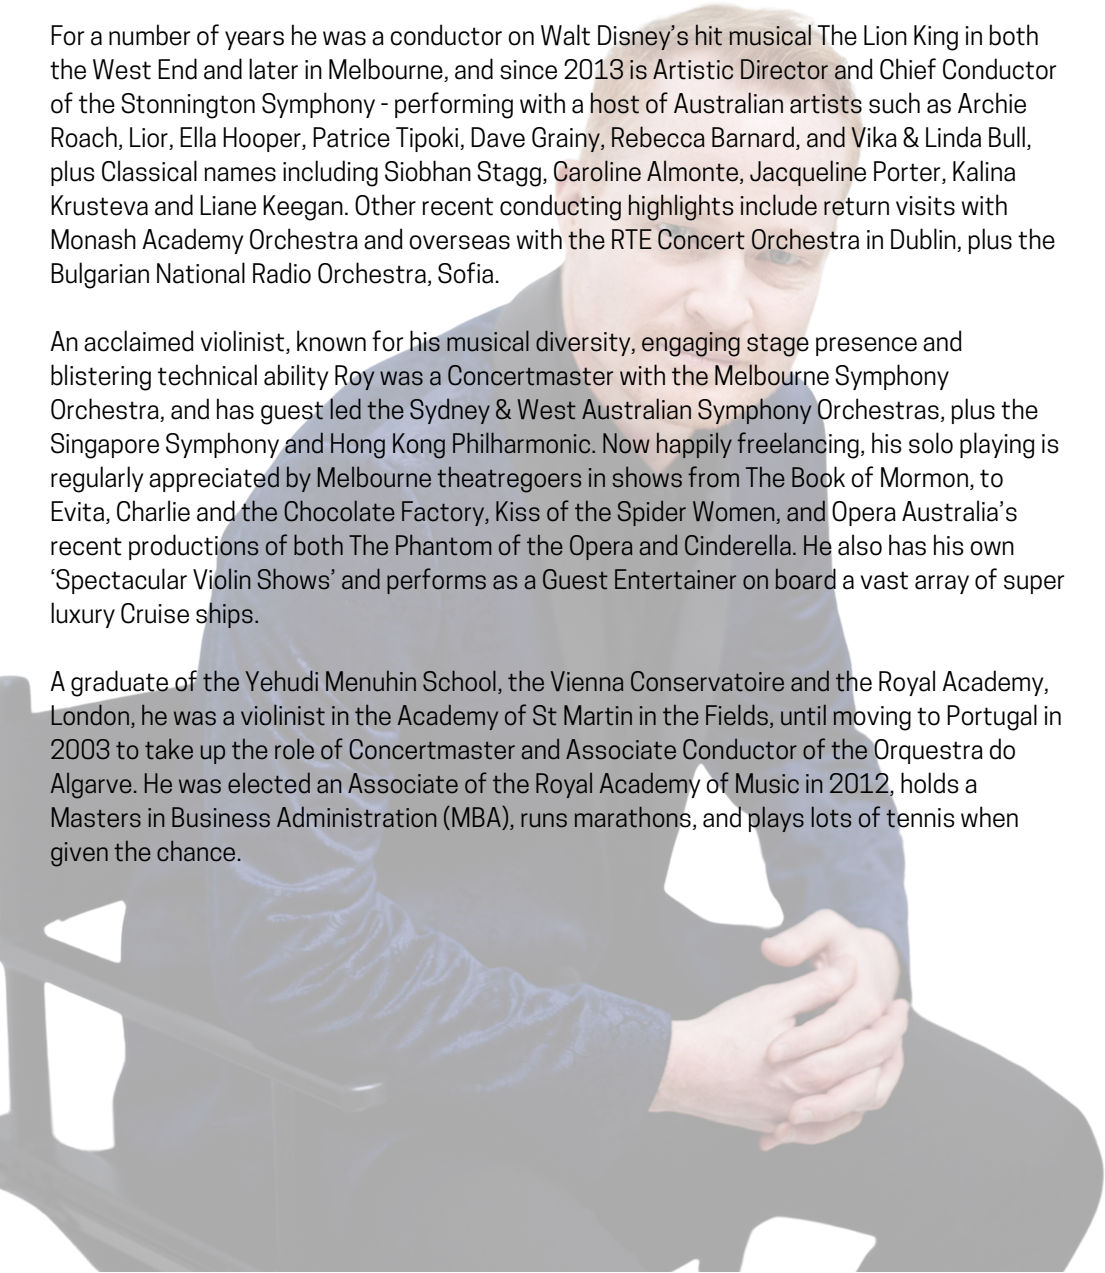 For a number of years he was a conductor on Walt Disney’s hit musical The Lion King in both
the West End and later in Melbourne, and since 2013 is Artistic Director and Chief Conductor
of the Stonnington Symphony - performing with a host of Australian artists such as Archie
Roach, Lior, Ella Hooper, Patrice Tipoki, Dave Grainy, Rebecca Barnard, and Vika & Linda Bull,
plus Classical names including Siobhan Stagg, Caroline Almonte, Jacqueline Porter, Kalina
Krusteva and Liane Keegan. Other recent conducting highlights include return visits with
Monash Academy Orchestra and overseas with the RTE Concert Orchestra in Dublin, plus the
Bulgarian National Radio Orchestra, Sofia.
An acclaimed violinist, known for his musical diversity, engaging stage presence and
blistering technical ability Roy was a Concertmaster with the Melbourne Symphony
Orchestra, and has guest led the Sydney & West Australian Symphony Orchestras, plus the
Singapore Symphony and Hong Kong Philharmonic. Now happily freelancing, his solo playing is
regularly appreciated by Melbourne theatregoers in shows from The Book of Mormon, to
Evita, Charlie and the Chocolate Factory, Kiss of the Spider Women, and Opera Australia’s
recent productions of both The Phantom of the Opera and Cinderella. He also has his own
‘Spectacular Violin Shows’ and performs as a Guest Entertainer on board a vast array of super
luxury Cruise ships.
A graduate of the Yehudi Menuhin School, the Vienna Conservatoire and the Royal Academy,
London, he was a violinist in the Academy of St Martin in the Fields, until moving to Portugal in
2003 to take up the role of Concertmaster and Associate Conductor of the Orquestra do
Algarve. He was elected an Associate of the Royal Academy of Music in 2012, holds a
Masters in Business Administration (MBA), runs marathons, and plays lots of tennis when
given the chance.